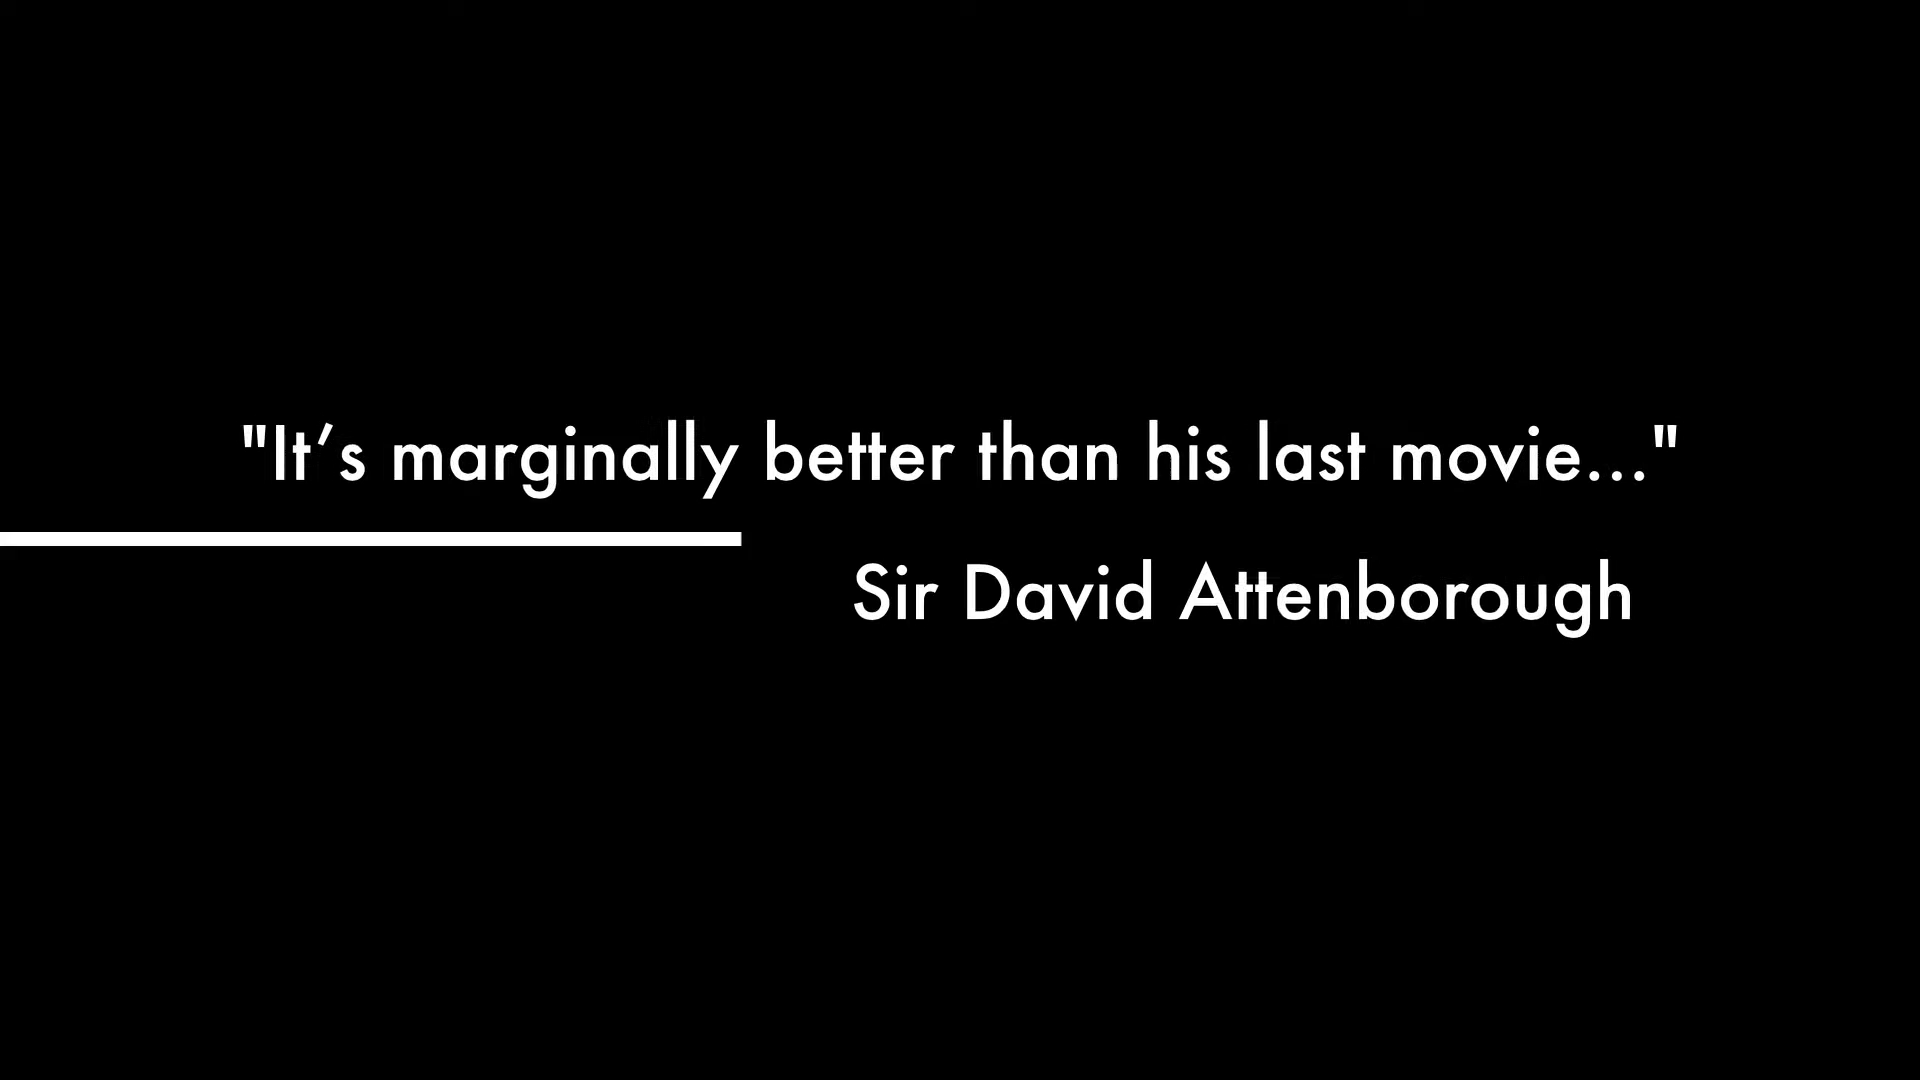 "It’s marginally better than his last movie..."
Sir David Attenborough